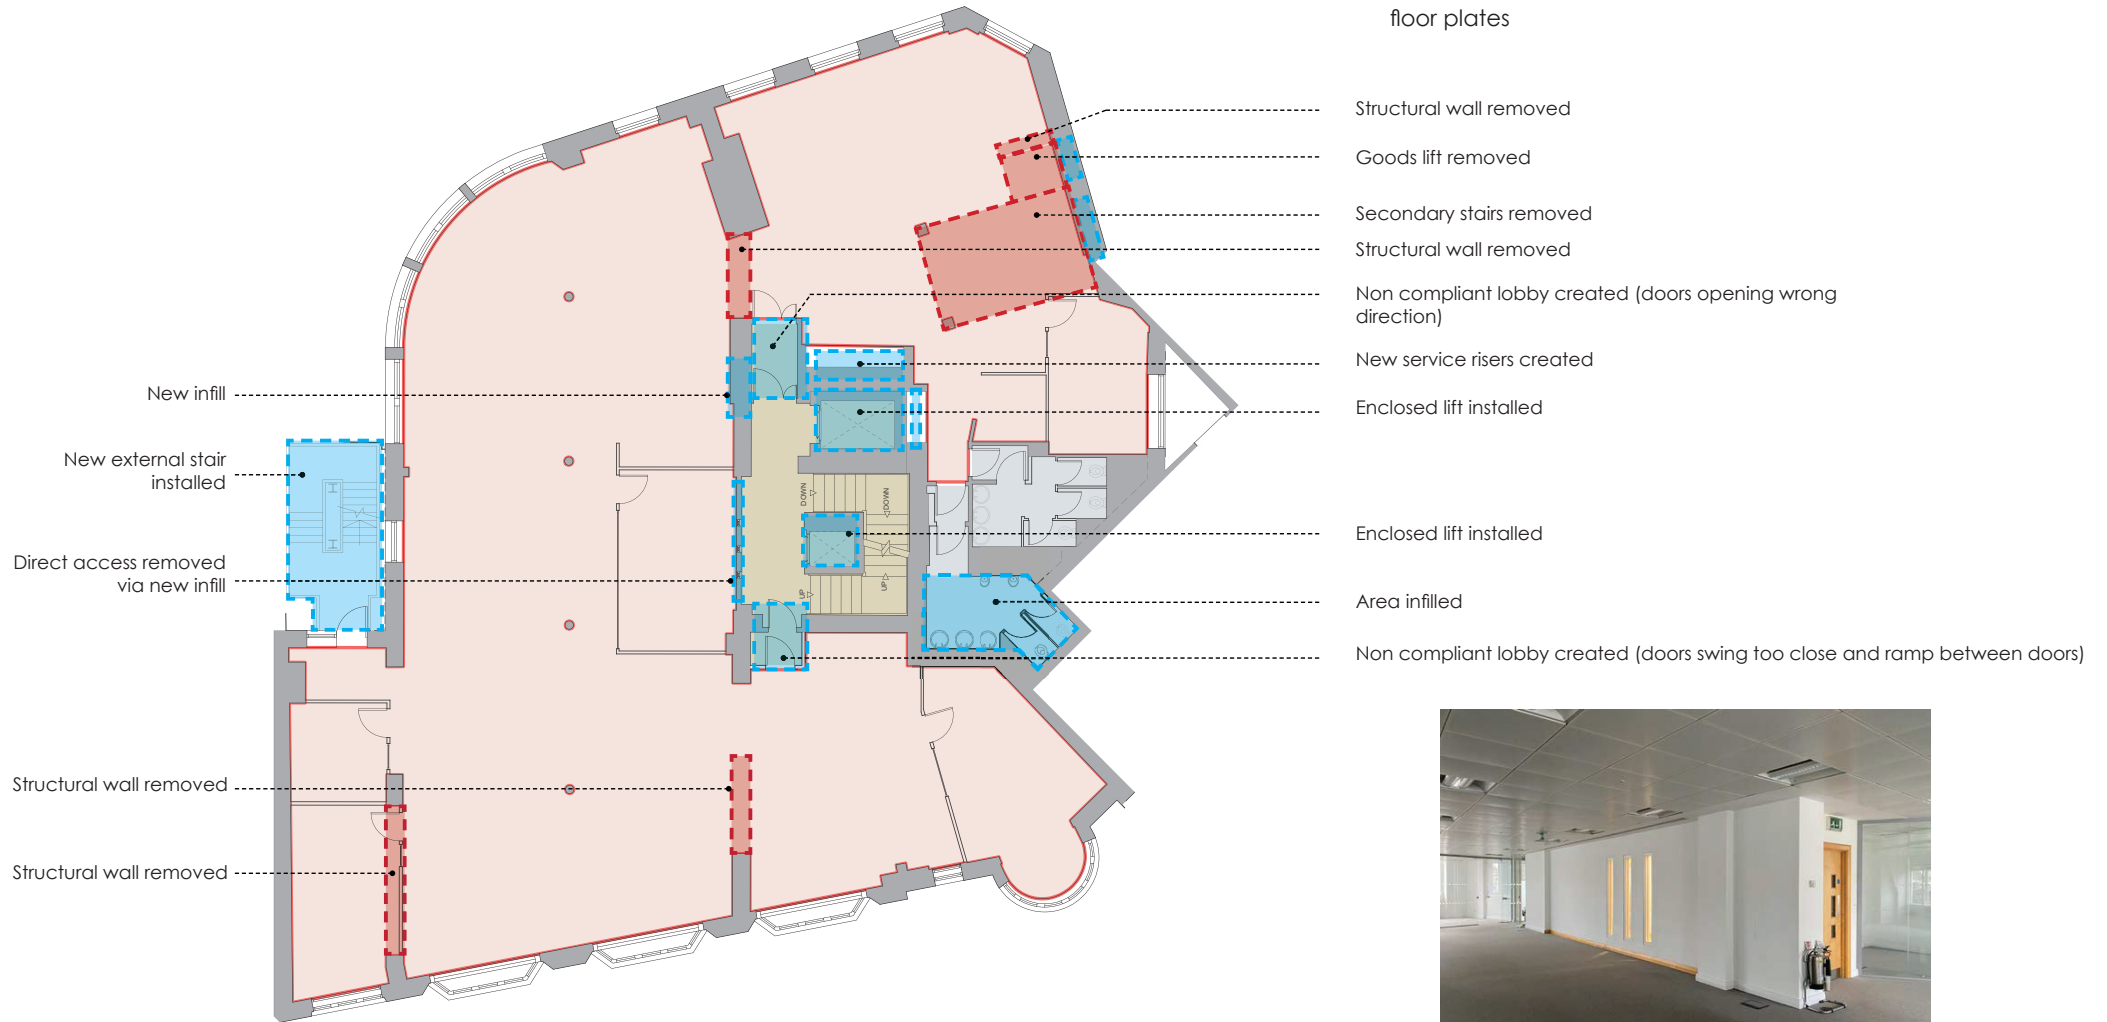 floor plates
Structural wall removed
Goods lift removed
Secondary stairs removed
Structural wall removed
Non compliant lobby created (doors opening wrong
direction)
New service risers created
Enclosed lift installed
Enclosed lift installed
Area infilled
Non compliant lobby created (doors swing too close and ramp between doors)
New infill
New external stair
installed
Direct access removed
via new infill
Structural wall removed
Structural wall removed
DOWN
DOWN
UP
UP